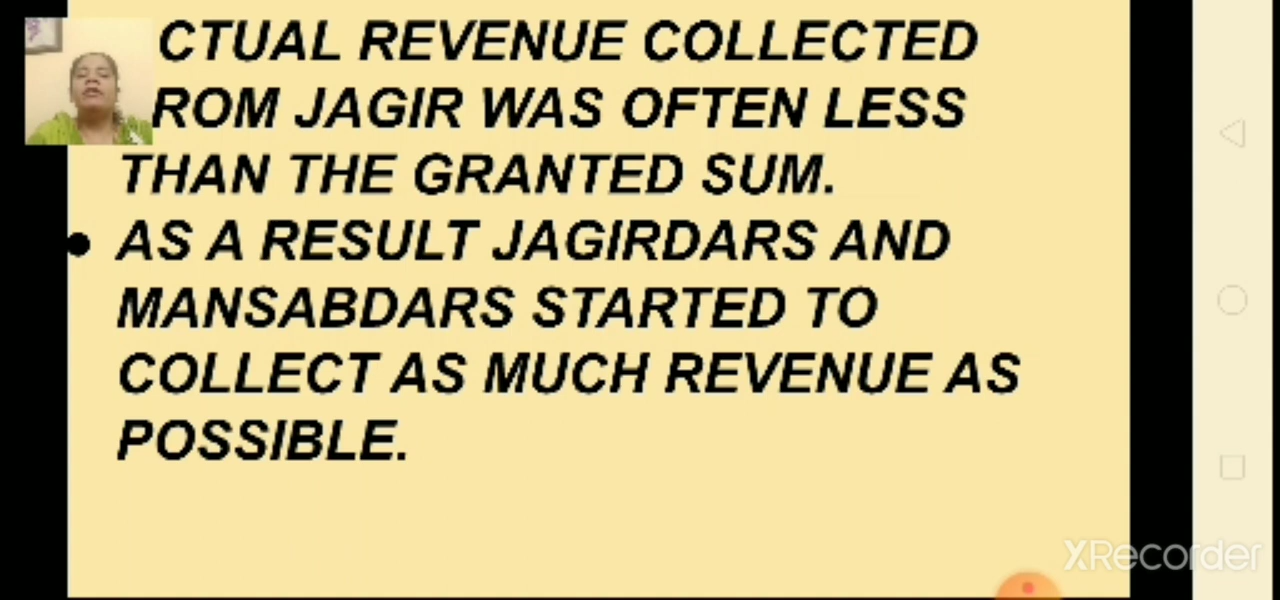 CTUAL REVENUE COLLECTED
ROM JAGIR WAS OFTEN LESS
THAN THE GRANTED SUM.
• AS A RESULT JAGIRDARS AND
MANSABDARS STARTED TO
COLLECT AS MUCH REVENUE AS
POSSIBLE.
XRecorder